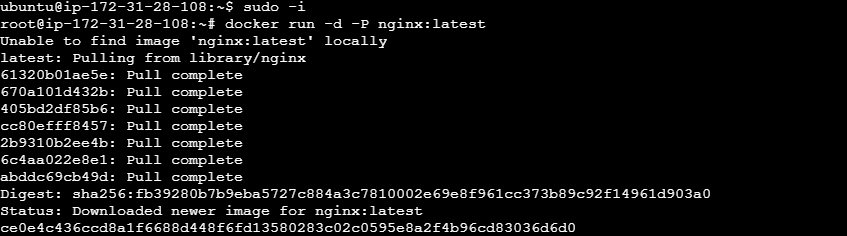 ubuntu@ip-172-31-28-108:~$ sudo -i
root@ip-172-31-28-108:~# docker run -d -P nginx:latest
Unable to find image 'nginx:latest' locally
latest: Pulling from library/nginx
61320b01ae5e: Pull complete
670a101d432b: Pull complete
405bd2df85b6: Pull complete
cc80efff8457: Pull complete
2b9310b2ee4b: Pull complete
6c4aa022e8e1: Pull complete
abddc69cb49d: Pull complete
Digest: sha256:fb39280b7b9eba5727c884a3c7810002e69e8f961cc373b89c92f14961d903a0
Status: Downloaded newer image for nginx:latest
ce0e4c436ccd8a1f6688d448f6fd13580283c02c0595e8a2f4b96cd83036d6d0